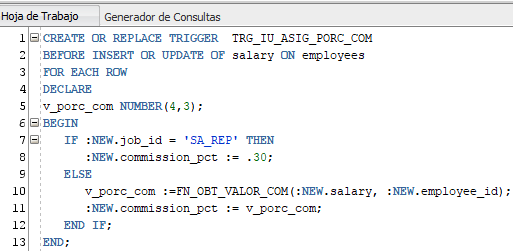 Hoja de Trabajo Generador de Consultas
1 CREATE OR REPLACE TRIGGER  TRG_IU_ASIG_PORC_COM
2 BEFORE INSERT OR UPDATE OF salary ON employees
3 FOR EACH ROW
4 DECLARE
5 v_porc_com NUMBER(4,3);
6 BEGIN
7    IF :NEW.job_id = 'SA_REP' THEN
8       :NEW.commission_pct := .30;
9    ELSE
10       v_porc_com :=FN_OBT_VALOR_COM(:NEW.salary, :NEW.employee_id);
11       :NEW.commission_pct := v_porc_com;
12    END IF;
13 END;